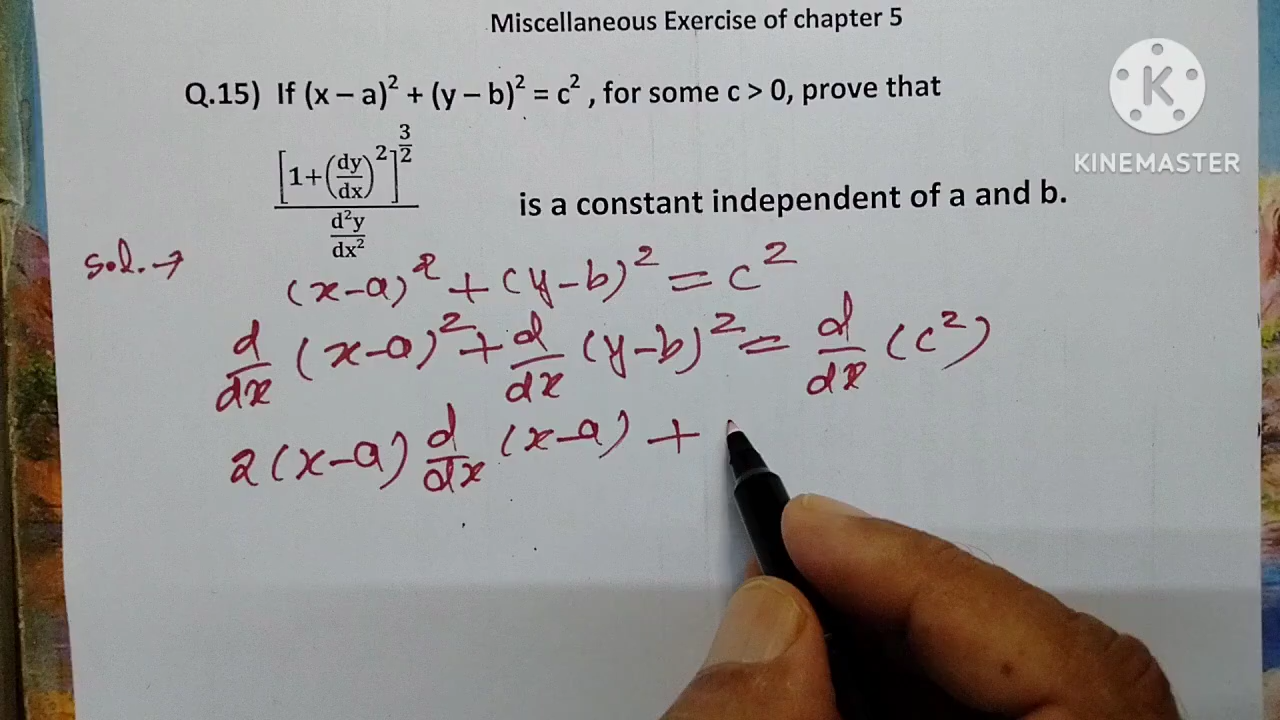 Miscellaneous Exercise of chapter 5
Q.15) If (x – a)² + (y – b)² = c² , for some c > 0, prove that
[1+(dy/dx)²]^(3/2) / (d²y/dx²) is a constant independent of a and b.
KINEMASTER
Sol. →
(x-a)² + (y-b)² = c²
d/dx (x-a)² + d/dx (y-b)² = d/dx (c²)
2(x-a) d/dx (x-a) +